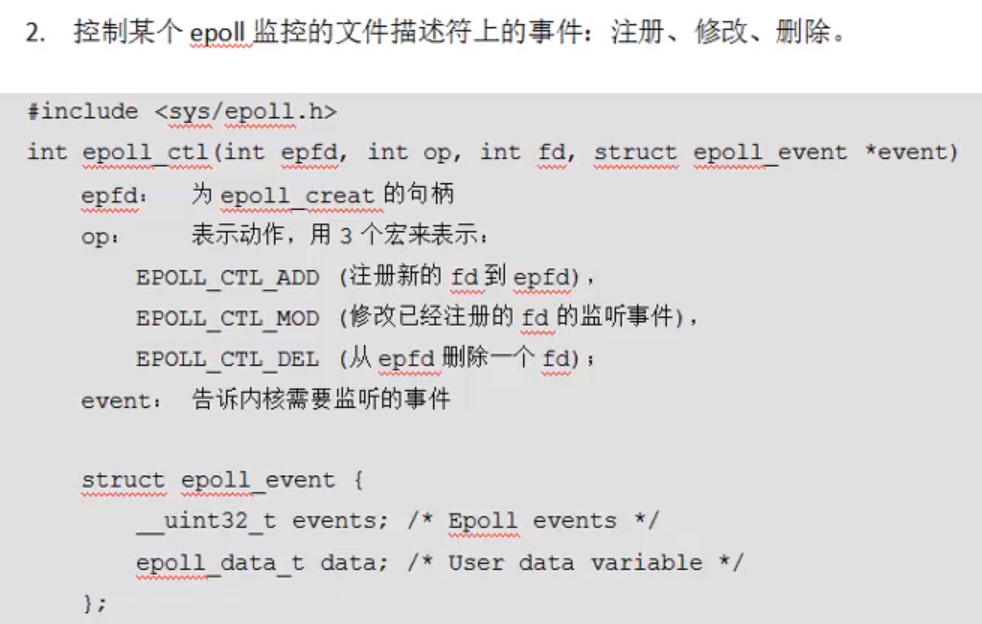 2. 控制某个 epoll 监控的文件描述符上的事件：注册、修改、删除。
#include <sys/epoll.h>
int epoll_ctl(int epfd, int op, int fd, struct epoll_event *event)
epfd： 为 epoll_creat 的句柄
op： 表示动作，用 3 个宏来表示：
EPOLL_CTL_ADD (注册新的 fd 到 epfd)，
EPOLL_CTL_MOD (修改已经注册的 fd 的监听事件)，
EPOLL_CTL_DEL (从 epfd 删除一个 fd)；
event： 告诉内核需要监听的事件
struct epoll_event {
__uint32_t events; /* Epoll events */
epoll_data_t data; /* User data variable */
};